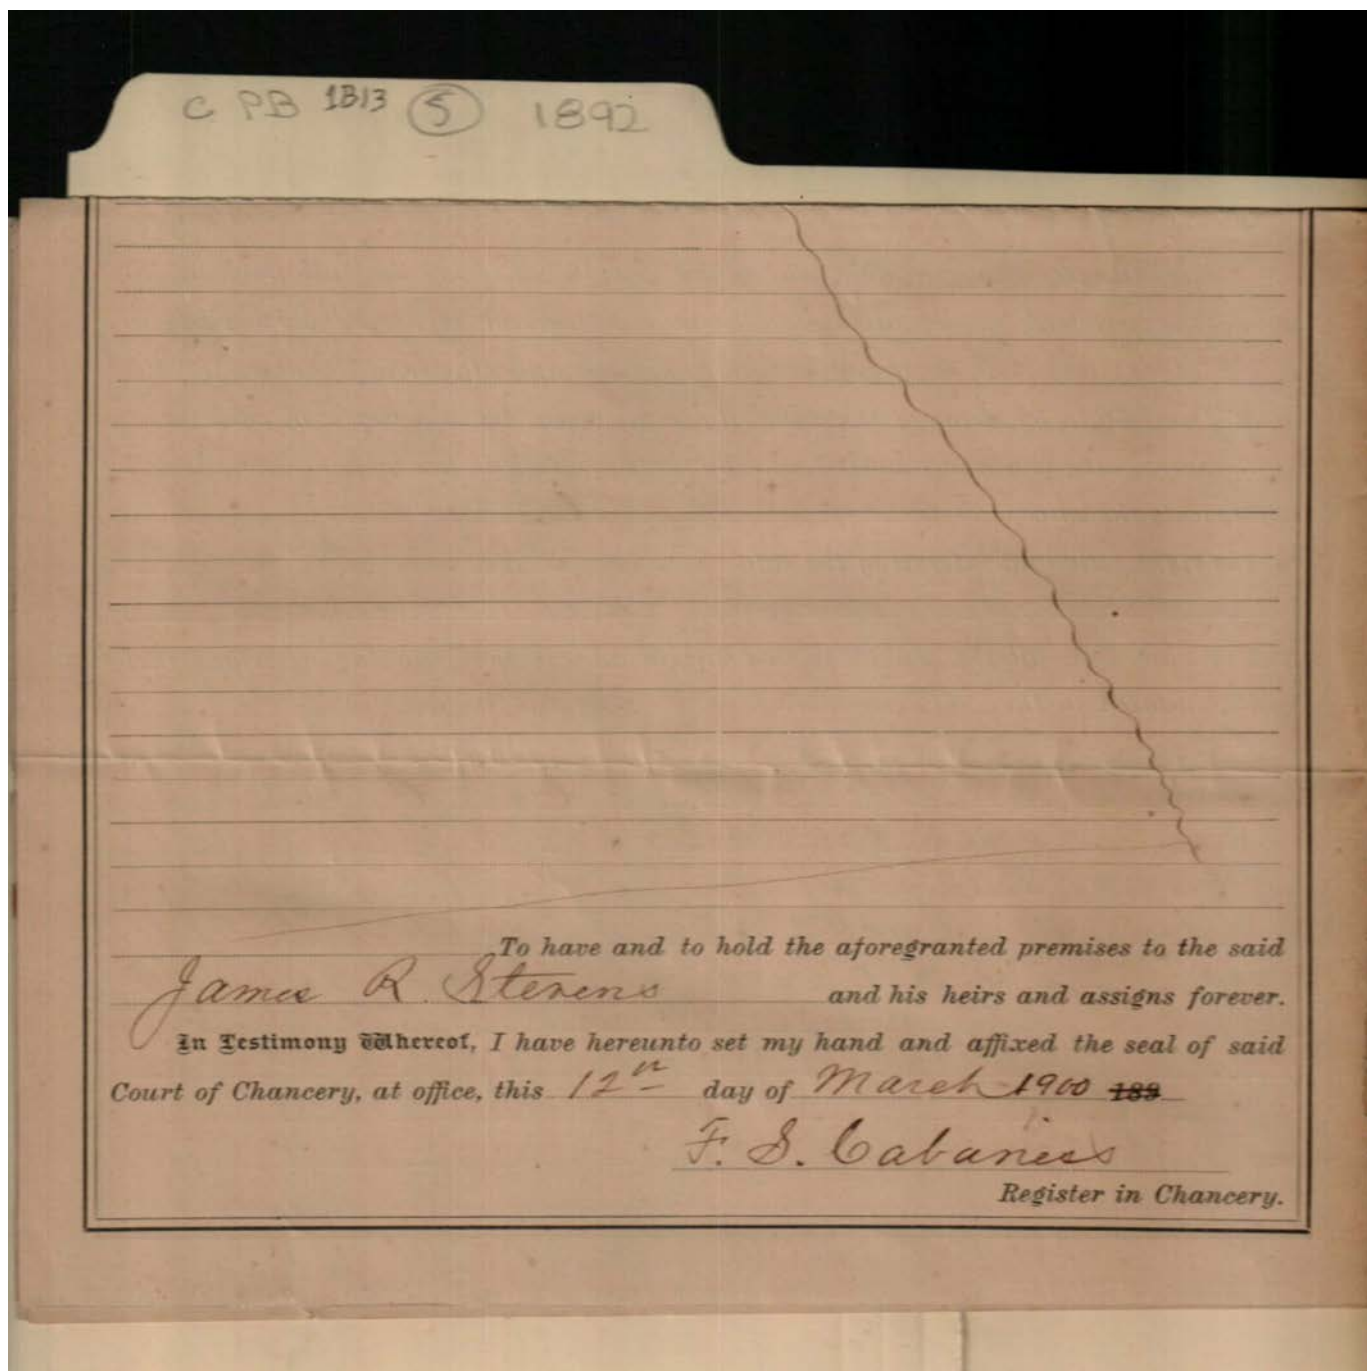 C PB 1B13 5 1892
To have and to hold the aforegranted premises to the said
James R. Stevens and his heirs and assigns forever.
In Testimony Whereof, I have hereunto set my hand and affixed the seal of said
Court of Chancery, at office, this 12th day of March 1900 189
F. S. Cabaniss
Register in Chancery.